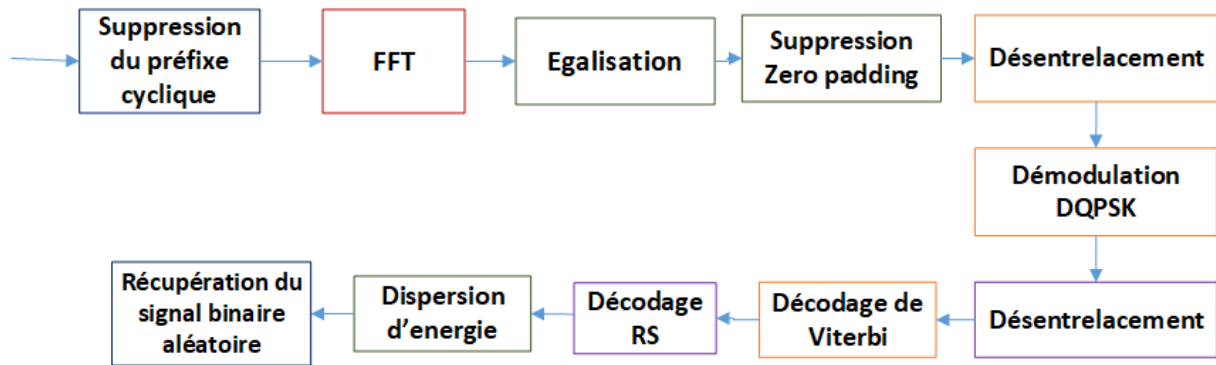 Suppression
du préfixe
cyclique
FFT
Egalisation
Suppression
Zero padding
Désentrelacement
Démodulation
DQPSK
Désentrelacement
Décodage de
Viterbi
Décodage
RS
Dispersion
d’energie
Récupération du
signal binaire
aléatoire